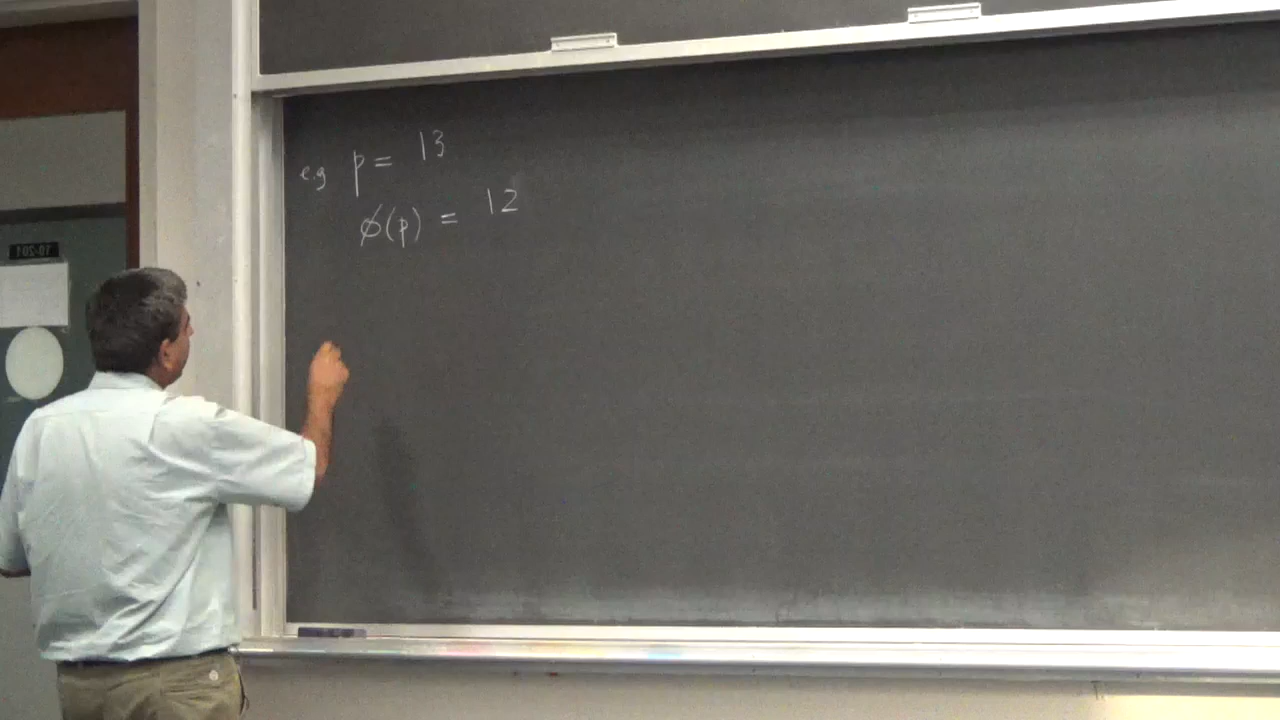 e.g p = 13
ϕ(p) = 12